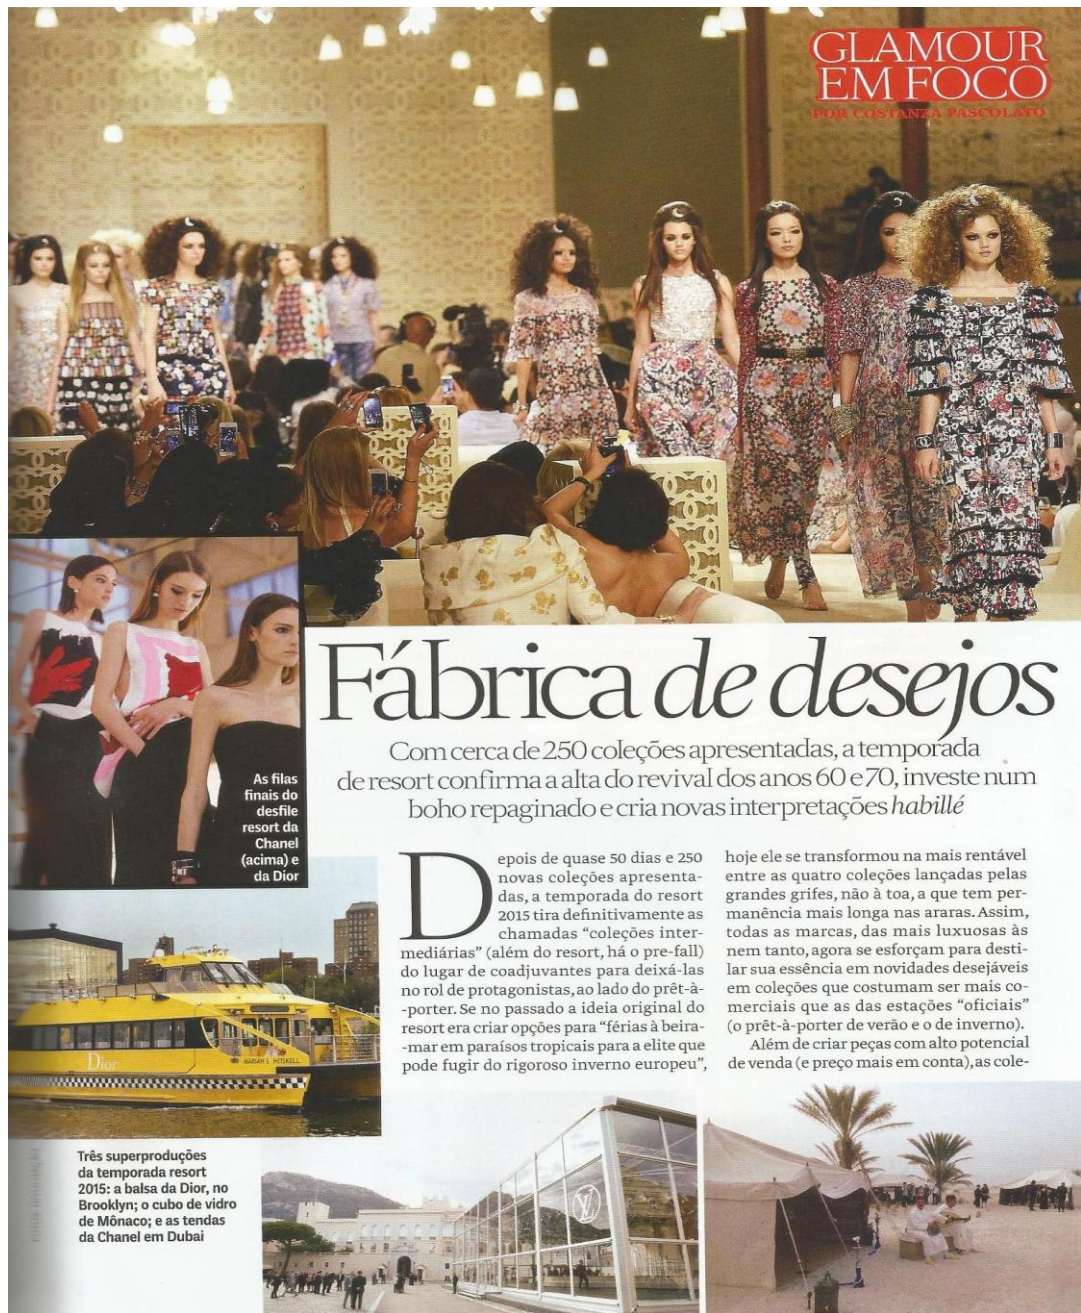 GLAMOUR
EM FOCO
POR COSTANZA PASCOLATO
As filas
finais do
desfile
resort da
Chanel
(acima) e
da Dior
Fábrica de desejos
Com cerca de 250 coleções apresentadas, a temporada
de resort confirma a alta do revival dos anos 60 e 70, investe num
boho repaginado e cria novas interpretações habillé
Depois de quase 50 dias e 250
novas coleções apresenta-
das, a temporada do resort
2015 tira definitivamente as
chamadas “coleções inter-
mediárias” (além do resort, há o pre-fall)
do lugar de coadjuvantes para deixá-las
no rol de protagonistas, ao lado do prêt-à-
-porter. Se no passado a ideia original do
resort era criar opções para “férias à beira-
-mar em paraísos tropicais para a elite que
pode fugir do rigoroso inverno europeu”,
hoje ele se transformou na mais rentável
entre as quatro coleções lançadas pelas
grandes grifes, não à toa, a que tem per-
manência mais longa nas araras. Assim,
todas as marcas, das mais luxuosas às
nem tanto, agora se esforçam para desti-
lar sua essência em novidades desejáveis
em coleções que costumam ser mais co-
merciais que as das estações “oficiais”
(o prêt-à-porter de verão e o de inverno).
Além de criar peças com alto potencial
de venda (e preço mais em conta), as cole-
Dior
Três superproduções
da temporada resort
2015: a balsa da Dior, no
Brooklyn; o cubo de vidro
de Mônaco; e as tendas
da Chanel em Dubai
LV